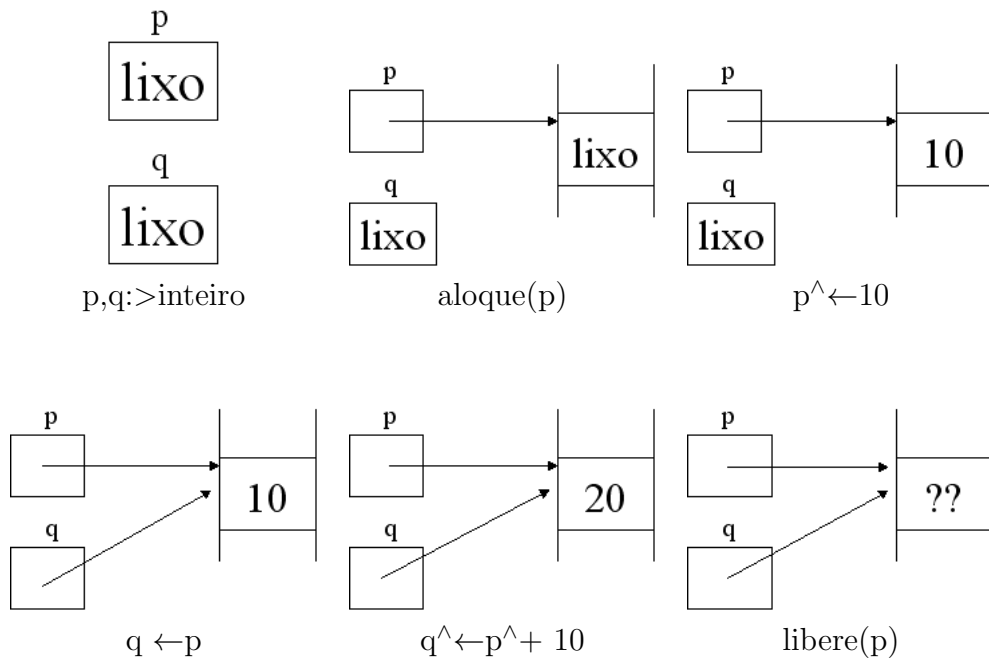 p
lixo
q
lixo
p,q:>inteiro
p
lixo
q
lixo
aloque(p)
p
10
q
lixo
p^←10
p
10
q
q ←p
p
20
q
q^←p^+ 10
p
??
q
libere(p)